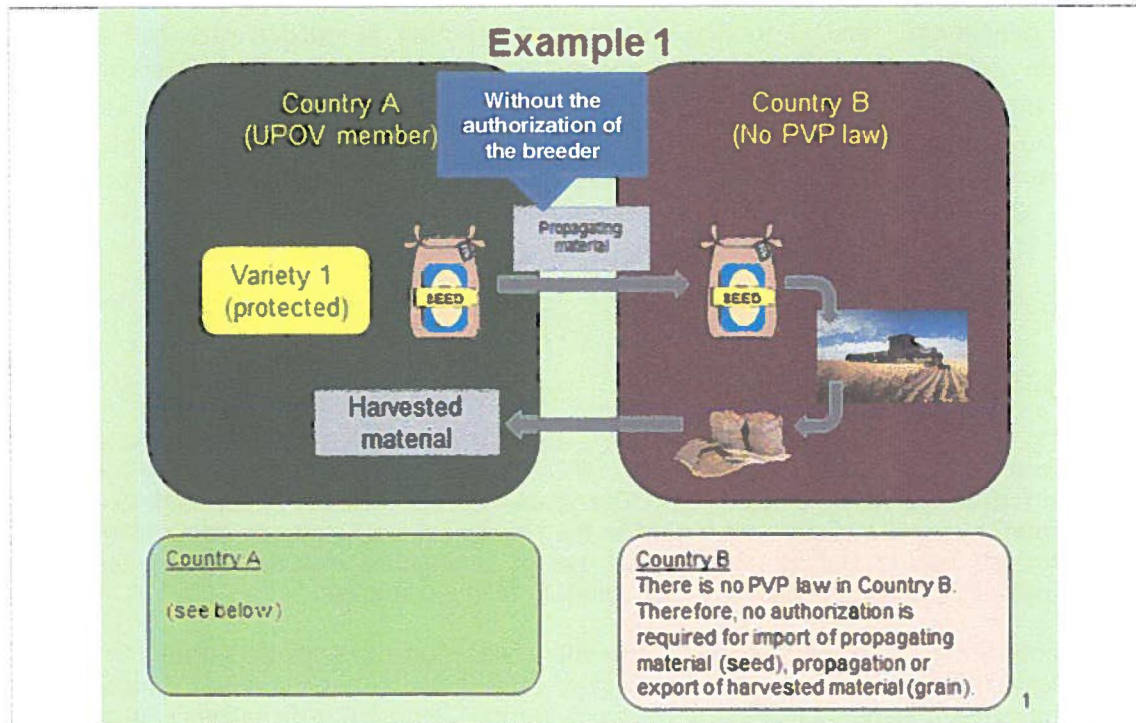 Example 1
Country A
(UPOV member)
Without the
authorization of
the breeder
Country B
(No PVP law)
Propagating
material
Variety 1
(protected)
SEED
SEED
Harvested
material
Country A
(see below)
Country B
There is no PVP law in Country B.
Therefore, no authorization is
required for import of propagating
material (seed), propagation or
export of harvested material (grain).
1